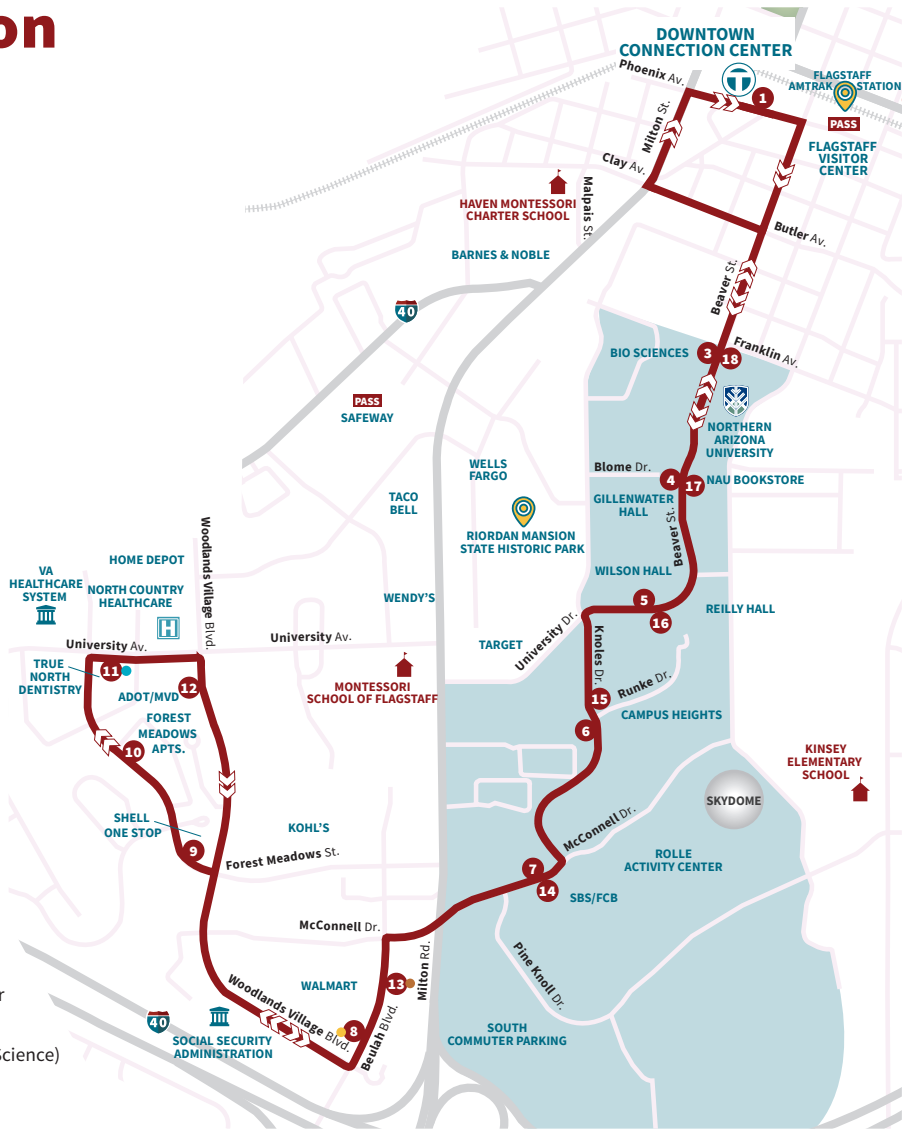 on
DOWNTOWN
CONNECTION CENTER
Phoenix Av.
1
FLAGSTAFF
AMTRAK STATION
PASS
FLAGSTAFF
VISITOR
CENTER
Milton St.
Clay Av.
HAVEN MONTESSORI
CHARTER SCHOOL
Malpais St.
Butler Av.
BARNES & NOBLE
Beaver St.
40
BIO SCIENCES
3
18
Franklin Av.
PASS
SAFEWAY
NORTHERN
ARIZONA
UNIVERSITY
WELLS
FARGO
Blome Dr.
4
17
NAU BOOKSTORE
TACO
BELL
GILLENWATER
HALL
RIORDAN MANSION
STATE HISTORIC PARK
Beaver St.
Woodlands Village Blvd.
HOME DEPOT
VA
HEALTHCARE
SYSTEM
NORTH COUNTRY
HEALTHCARE
H
WILSON HALL
WENDY'S
5
16
REILLY HALL
University Av.
University Av.
TARGET
University Dr.
Knoles Dr.
TRUE
NORTH
DENTISTRY
11
ADOT/MVD
12
MONTESSORI
SCHOOL OF FLAGSTAFF
15
Runke Dr.
CAMPUS HEIGHTS
6
FOREST
MEADOWS
APTS.
10
KINSEY
ELEMENTARY
SCHOOL
SKYDOME
SHELL
ONE STOP
KOHL'S
McConnell Dr.
9
Forest Meadows St.
ROLLE
ACTIVITY CENTER
7
14
SBS/FCB
McConnell Dr.
Milton Rd.
Pine Knoll Dr.
WALMART
13
Woodlands Village Blvd.
8
Beulah Blvd.
r
40
SOCIAL SECURITY
ADMINISTRATION
SOUTH
COMMUTER PARKING
Science)